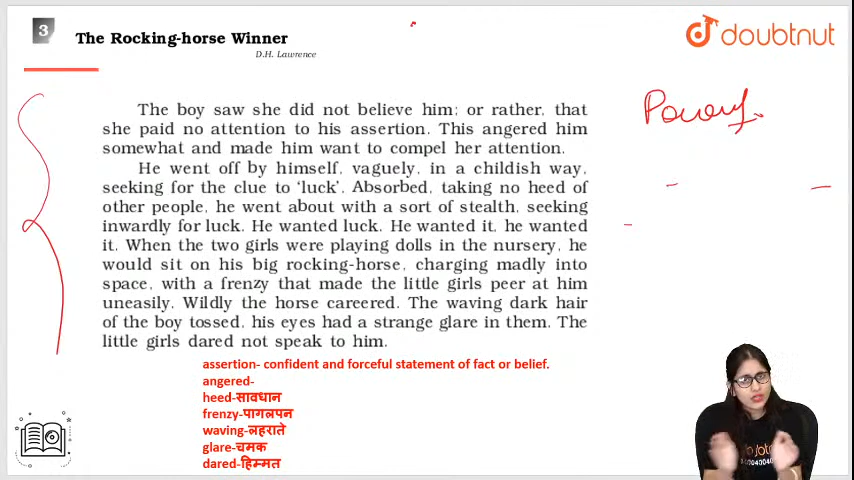 3
The Rocking-horse Winner
D.H. Lawrence
doubtnut
The boy saw she did not believe him; or rather, that
she paid no attention to his assertion. This angered him
somewhat and made him want to compel her attention.
He went off by himself, vaguely, in a childish way,
seeking for the clue to ‘luck’. Absorbed, taking no heed of
other people, he went about with a sort of stealth, seeking
inwardly for luck. He wanted luck. He wanted it, he wanted
it. When the two girls were playing dolls in the nursery, he
would sit on his big rocking-horse, charging madly into
space, with a frenzy that made the little girls peer at him
uneasily. Wildly the horse careered. The waving dark hair
of the boy tossed, his eyes had a strange glare in them. The
little girls dared not speak to him.
assertion- confident and forceful statement of fact or belief.
angered-
heed-सावधान
frenzy-पागलपन
waving-लहराते
glare-चमक
dared-हिम्मत